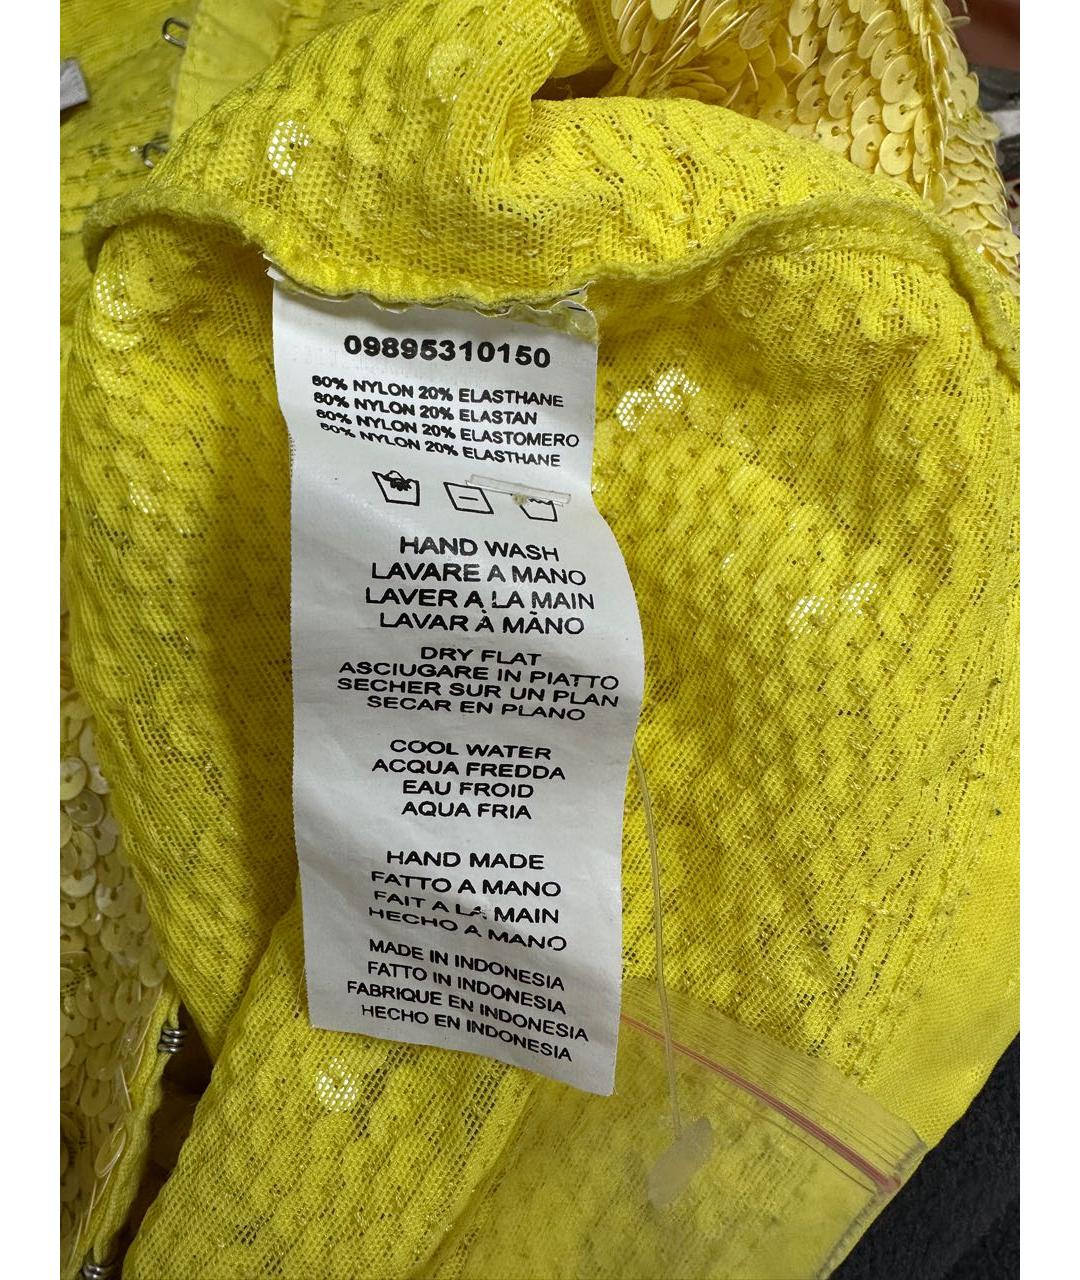 09895310150
80% NYLON 20% ELASTHANE
80% NYLON 20% ELASTAN
80% NYLON 20% ELASTOMERO
80% NYLON 20% ELASTHANE
HAND WASH
LAVARE A MANO
LAVER A LA MAIN
LAVAR À MÃNO
DRY FLAT
ASCIUGARE IN PIATTO
SECHER SUR UN PLAN
SECAR EN PLANO
COOL WATER
ACQUA FREDDA
EAU FROID
AQUA FRIA
HAND MADE
FATTO A MANO
FAIT A LA MAIN
HECHO A MANO
MADE IN INDONESIA
FATTO IN INDONESIA
FABRIQUE EN INDONESIA
HECHO EN INDONESIA